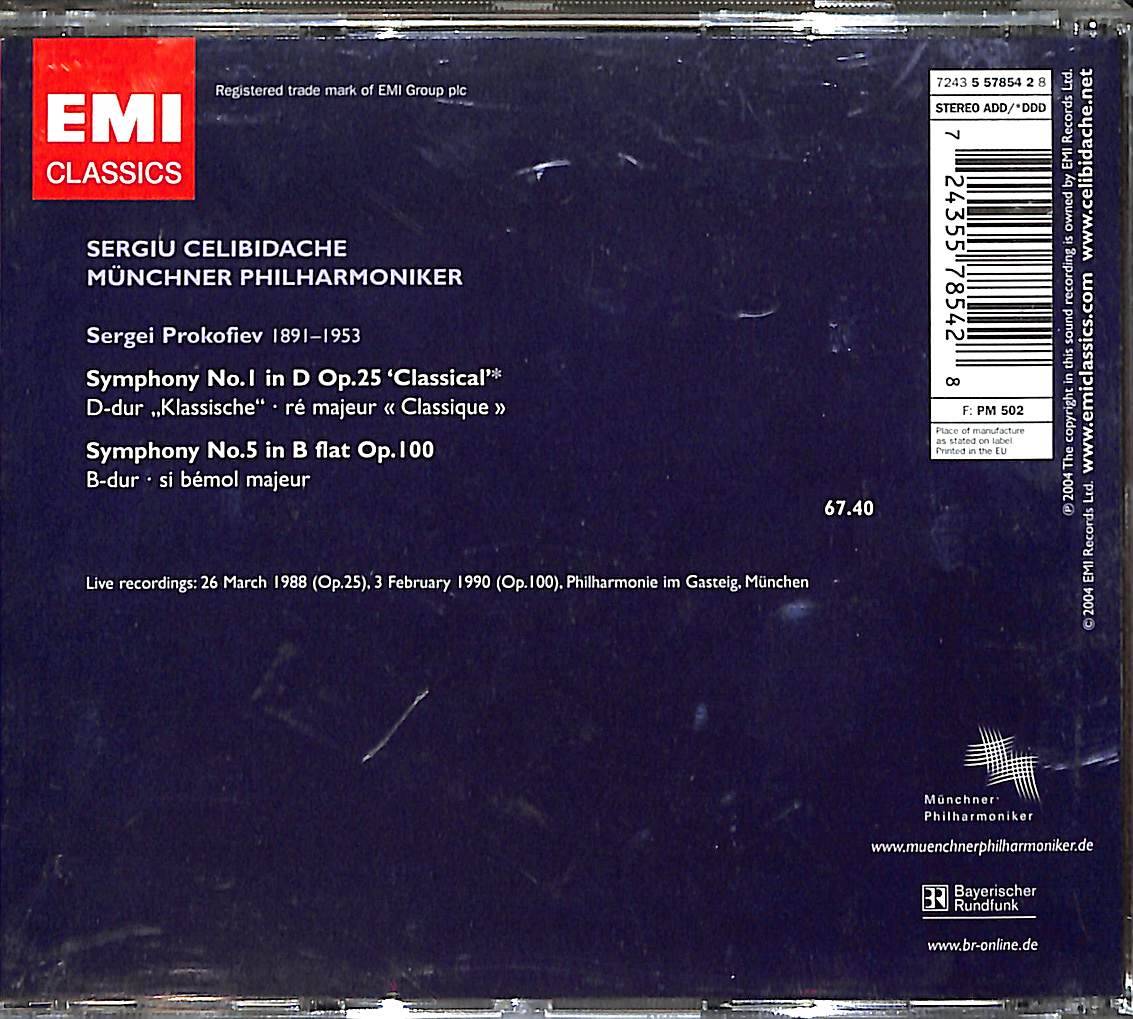 EMI
CLASSICS
Registered trade mark of EMI Group plc
SERGIU CELIBIDACHE
MÜNCHNER PHILHARMONIKER
Sergei Prokofiev 1891–1953
Symphony No.1 in D Op.25 ‘Classical’*
D-dur „Klassische“ · ré majeur « Classique »
Symphony No.5 in B flat Op.100
B-dur · si bémol majeur
67.40
Live recordings: 26 March 1988 (Op.25), 3 February 1990 (Op.100), Philharmonie im Gasteig, München
7243 5 57854 2 8
STEREO ADD/*DDD
7 24355 78542 8
F: PM 502
Place of manufacture
as stated on label
Printed in the EU
℗ 2004 The copyright in this sound recording is owned by EMI Records Ltd.
© 2004 EMI Records Ltd. www.emiclassics.com www.celibidache.net
Münchner
Philharmoniker
www.muenchnerphilharmoniker.de
BR Bayerischer
Rundfunk
www.br-online.de